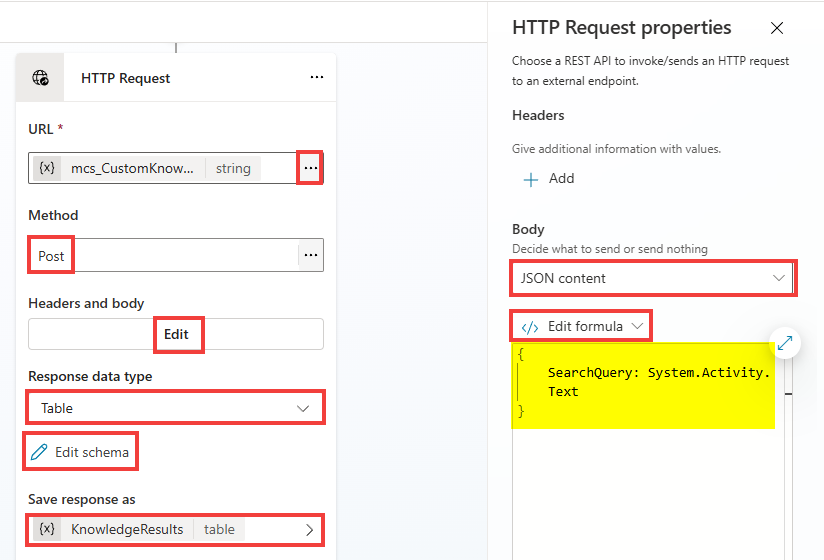 HTTP Request
···
URL *
{x} mcs_CustomKnow... string ···
Method
Post ···
Headers and body
Edit
Response data type
Table
Edit schema
Save response as
{x} KnowledgeResults table
HTTP Request properties
Choose a REST API to invoke/sends an HTTP request
to an external endpoint.
Headers
Give additional information with values.
+ Add
Body
Decide what to send or send nothing
JSON content
</> Edit formula
{
SearchQuery: System.Activity.
Text
}